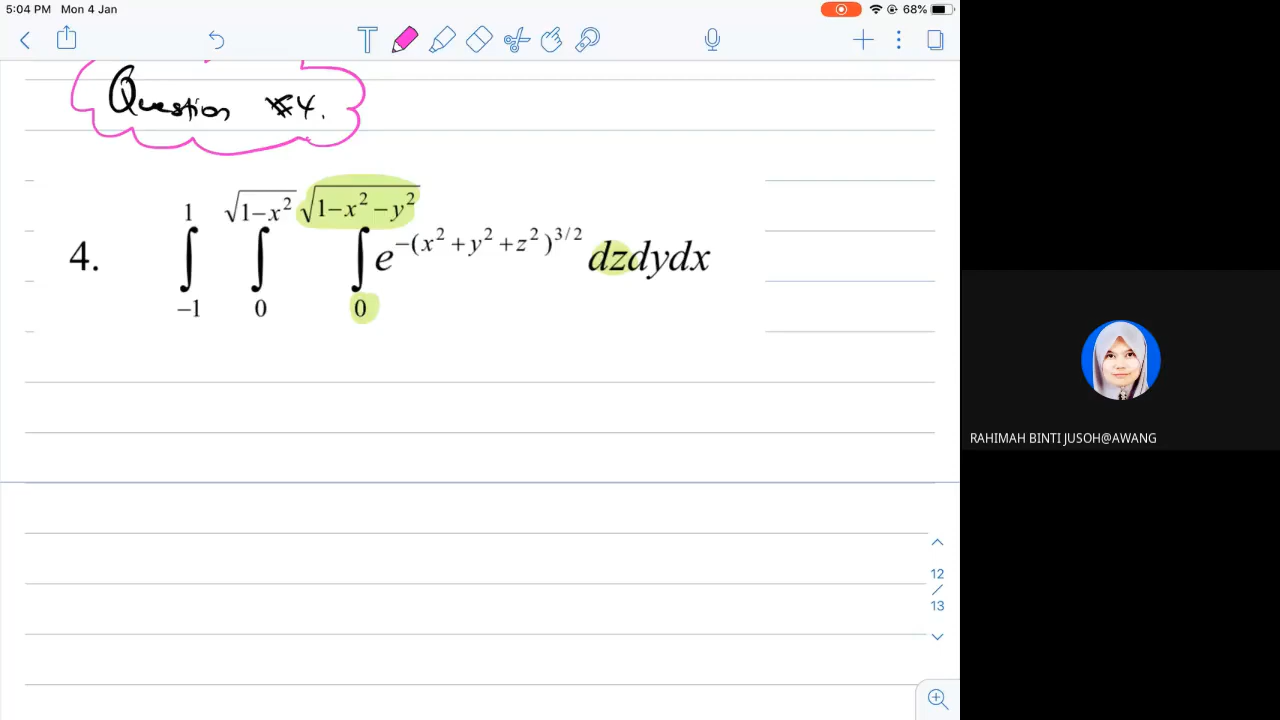 5:04 PM Mon 4 Jan
68%
Question #4.
4. ∫_{-1}^{1} ∫_{0}^{√(1-x²)} ∫_{0}^{√(1-x²-y²)} e^{-(x²+y²+z²)^{3/2}} dzdydx
RAHIMAH BINTI JUSOH@AWANG
12
/
13